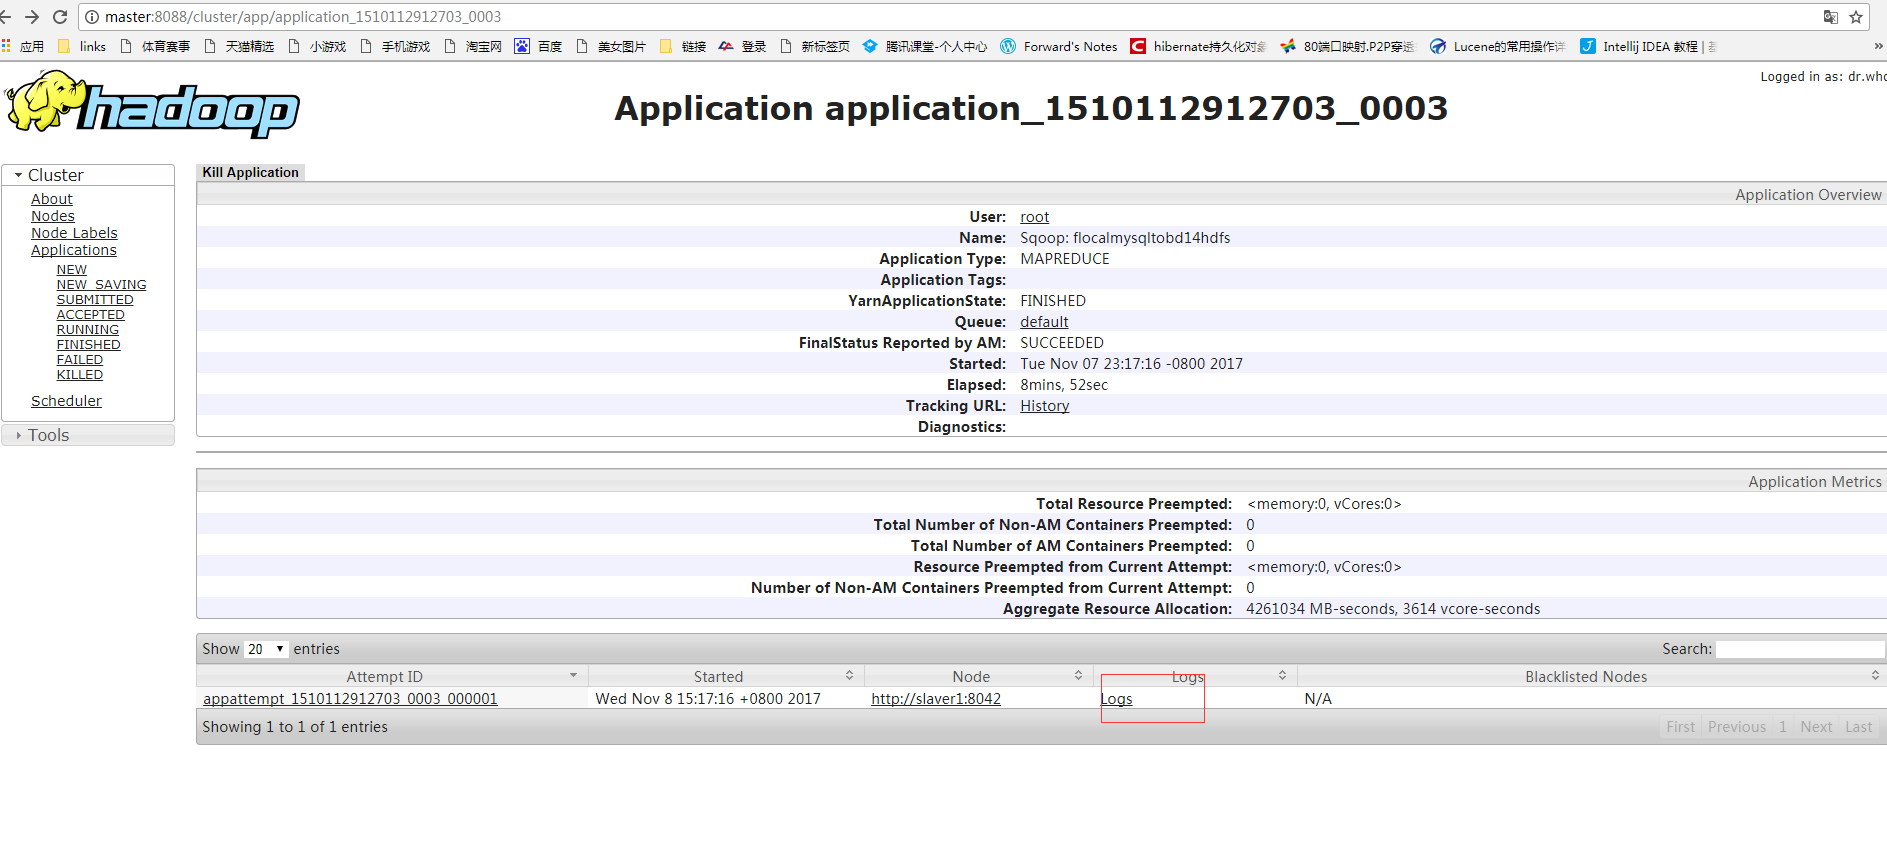 master:8088/cluster/app/application_1510112912703_0003
应用 links 体育赛事 天猫精选 小游戏 手机游戏 淘宝网 百度 美女图片 链接 登录 新标签页 腾讯课堂-个人中心 Forward's Notes hibernate持久化对象 80端口映射.P2P穿透 Lucene的常用操作详 Intellij IDEA 教程 | »
Logged in as: dr.who
hadoop
Application application_1510112912703_0003
Cluster
About
Nodes
Node Labels
Applications
NEW
NEW_SAVING
SUBMITTED
ACCEPTED
RUNNING
FINISHED
FAILED
KILLED
Scheduler
Tools
Kill Application
Application Overview
User: root
Name: Sqoop: flocalmysqltobd14hdfs
Application Type: MAPREDUCE
Application Tags:
YarnApplicationState: FINISHED
Queue: default
FinalStatus Reported by AM: SUCCEEDED
Started: Tue Nov 07 23:17:16 -0800 2017
Elapsed: 8mins, 52sec
Tracking URL: History
Diagnostics:
Application Metrics
Total Resource Preempted: <memory:0, vCores:0>
Total Number of Non-AM Containers Preempted: 0
Total Number of AM Containers Preempted: 0
Resource Preempted from Current Attempt: <memory:0, vCores:0>
Number of Non-AM Containers Preempted from Current Attempt: 0
Aggregate Resource Allocation: 4261034 MB-seconds, 3614 vcore-seconds
Show 20 entries Search:
Attempt ID Started Node Logs Blacklisted Nodes
appattempt_1510112912703_0003_000001 Wed Nov 8 15:17:16 +0800 2017 http://slaver1:8042 Logs N/A
Showing 1 to 1 of 1 entries First Previous 1 Next Last